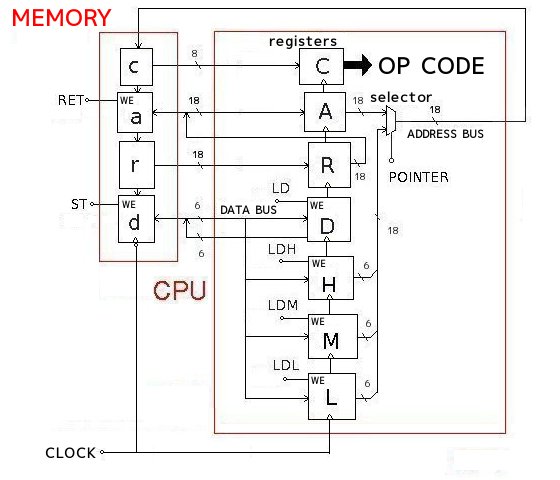 MEMORY
registers
c
8
C
OP CODE
RET
WE
a
18
A
18
selector
18
ADDRESS BUS
r
18
R
18
POINTER
ST
WE
d
6
DATA BUS
6
LD
WE
D
18
LDH
WE
H
6
CPU
LDM
WE
M
6
LDL
WE
L
6
CLOCK